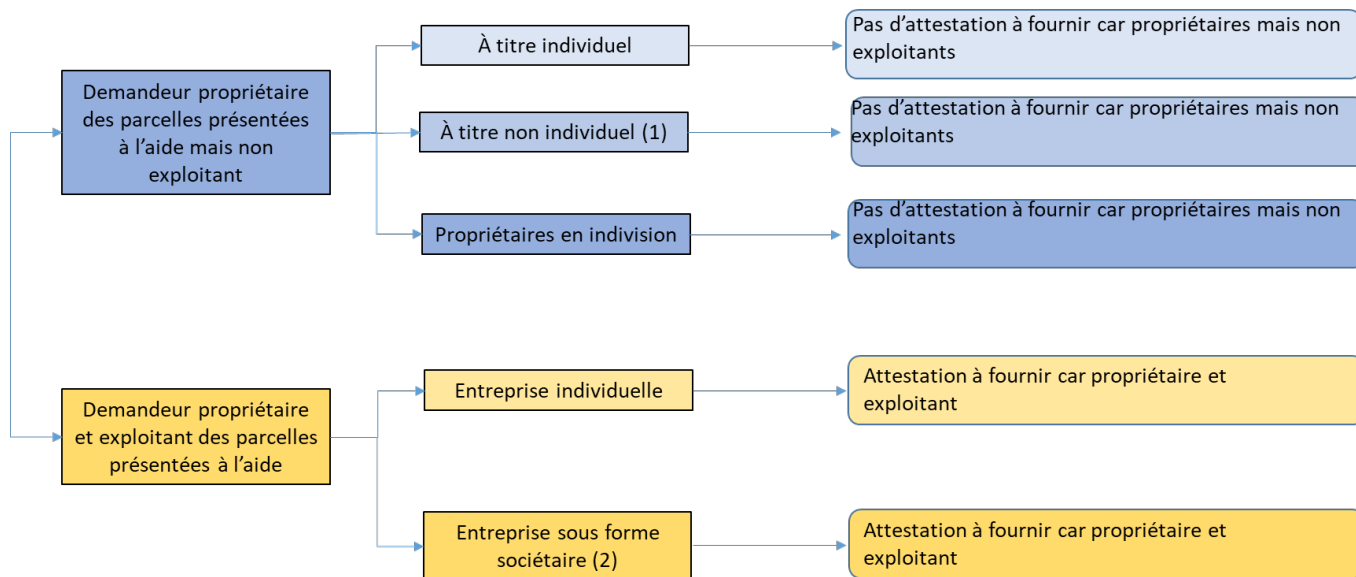 À titre individuel
Pas d’attestation à fournir car propriétaires mais non
exploitants
Demandeur propriétaire
des parcelles présentées
à l’aide mais non
exploitant
À titre non individuel (1)
Pas d’attestation à fournir car propriétaires mais non
exploitants
Propriétaires en indivision
Pas d’attestation à fournir car propriétaires mais non
exploitants
Demandeur propriétaire
et exploitant des parcelles
présentées à l’aide
Entreprise individuelle
Attestation à fournir car propriétaire et
exploitant
Entreprise sous forme
sociétaire (2)
Attestation à fournir car propriétaire et
exploitant